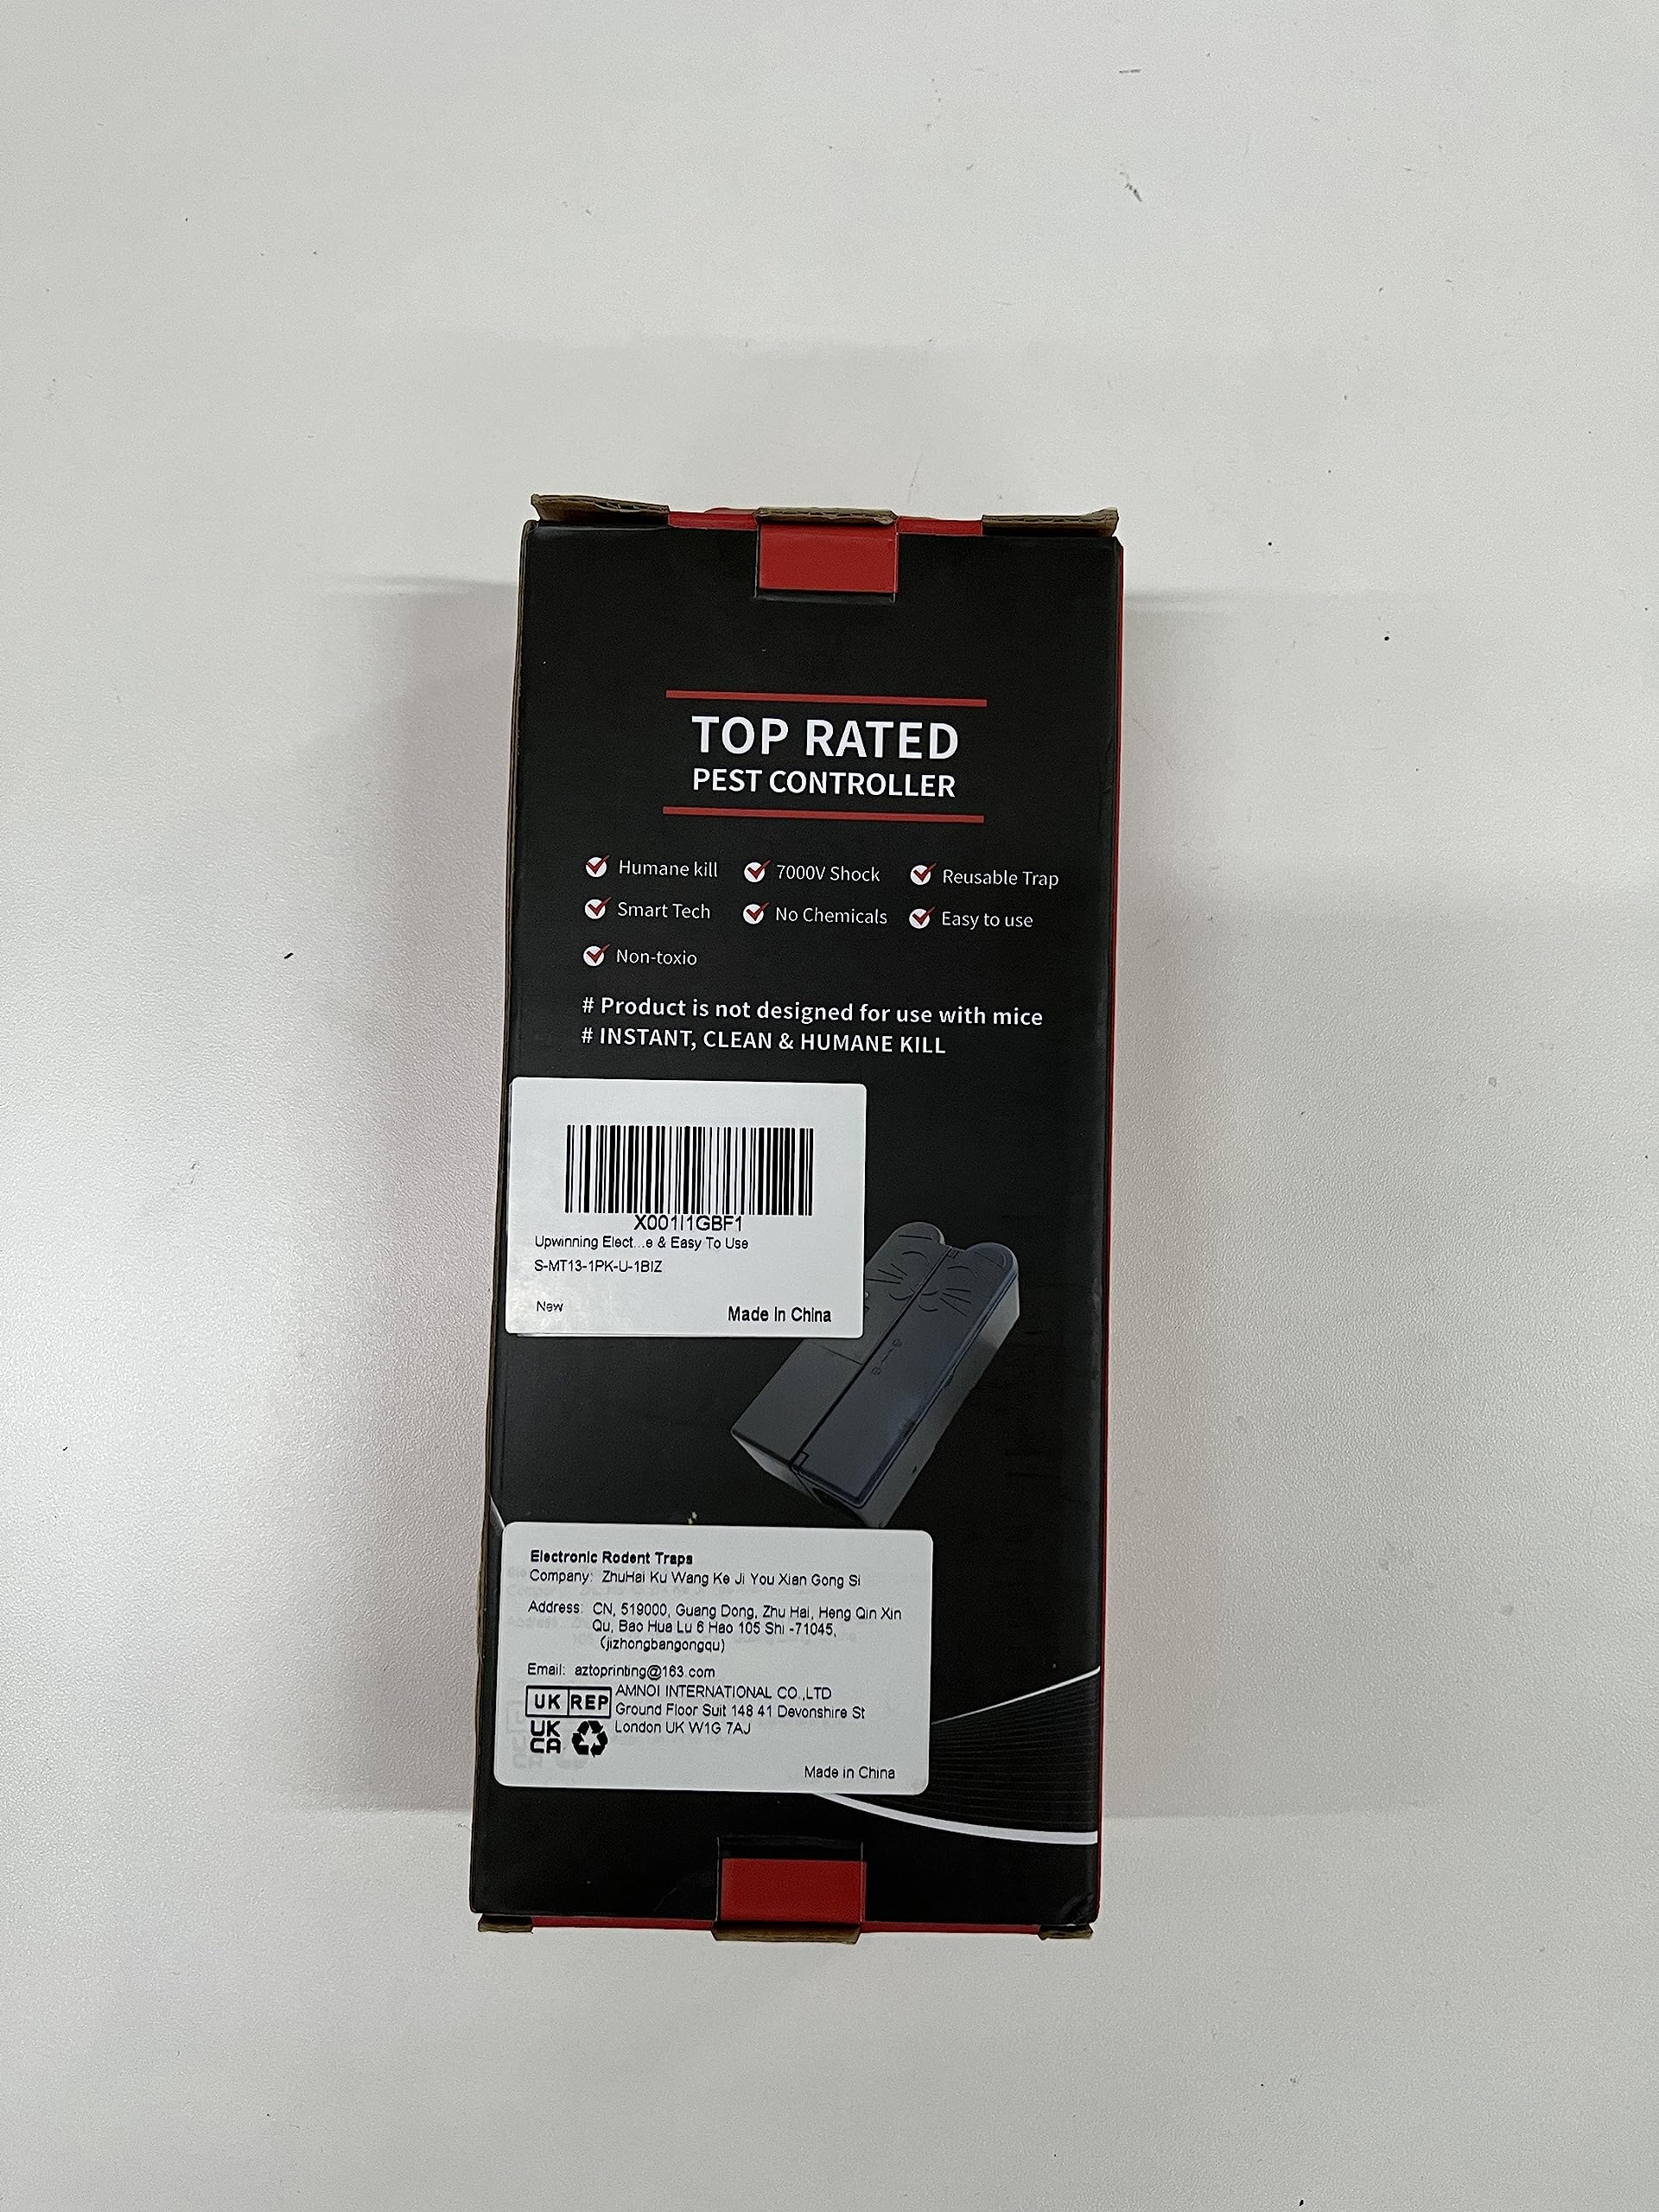 TOP RATED
PEST CONTROLLER
Humane kill 7000V Shock Reusable Trap
Smart Tech No Chemicals Easy to use
Non-toxio
# Product is not designed for use with mice
# INSTANT, CLEAN & HUMANE KILL
X001I1GBF1
Upwinning Elect...e & Easy To Use
S-MT13-1PK-U-1BIZ
New Made in China
Electronic Rodent Traps
Company: ZhuHai Ku Wang Ke Ji You Xian Gong Si
Address: CN, 519000, Guang Dong, Zhu Hai, Heng Qin Xin
Qu, Bao Hua Lu 6 Hao 105 Shi -71045、
（jizhongbangongqu)
Email: aztoprinting@163.com
UK REP AMNOI INTERNATIONAL CO.,LTD
Ground Floor Suit 148 41 Devonshire St
UK CA London UK W1G 7AJ
Made in China